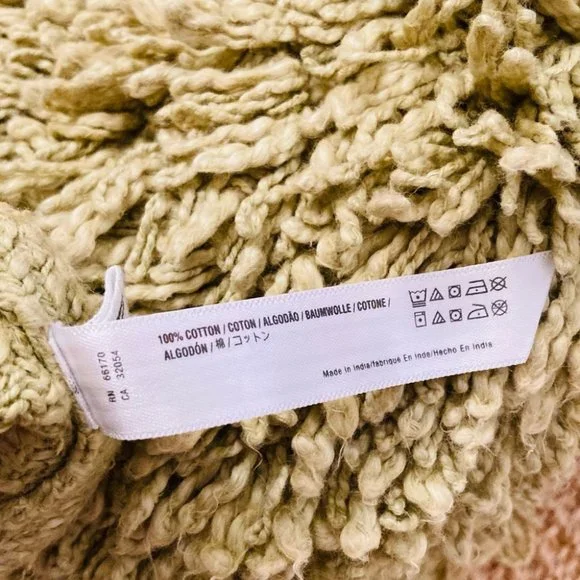 RN 66170
CA 32054
100% COTTON / COTON / ALGODÃO / BAUMWOLLE / COTONE /
ALGODÓN / 棉 / コットン
Made in India/fabrique En Inde/Hecho En India